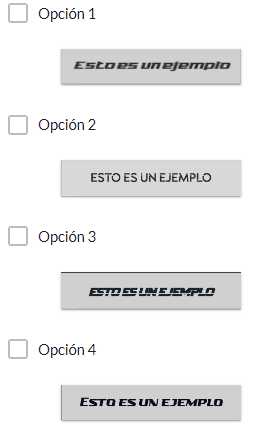 Opción 1
Esto es un ejemplo
Opción 2
ESTO ES UN EJEMPLO
Opción 3
ESTO ES UN EJEMPLO
Opción 4
ESTO ES UN EJEMPLO